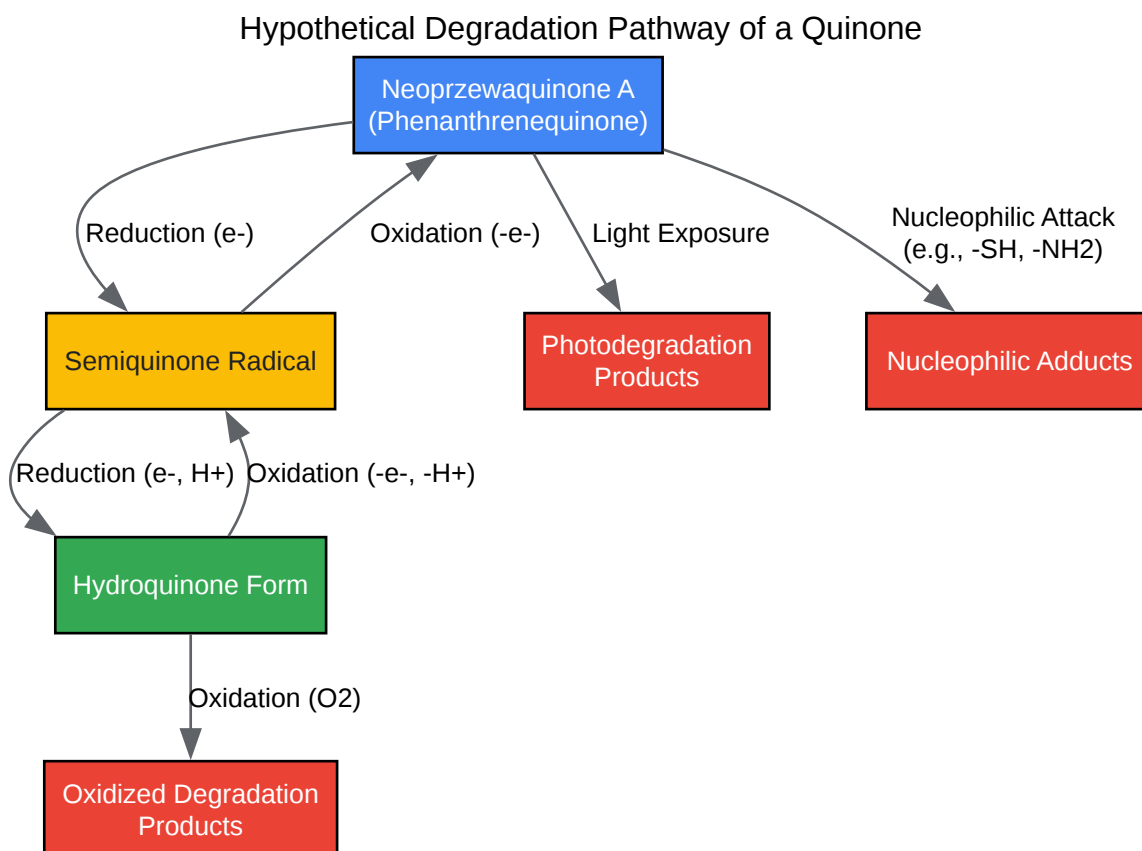 Hypothetical Degradation Pathway of a Quinone
Neoprzewaquinone A
(Phenanthrenequinone)
Reduction (e-)
Oxidation (-e-)
Light Exposure
Nucleophilic Attack
(e.g., -SH, -NH2)
Semiquinone Radical
Photodegradation
Products
Nucleophilic Adducts
Reduction (e-, H+)
Oxidation (-e-, -H+)
Hydroquinone Form
Oxidation (O2)
Oxidized Degradation
Products